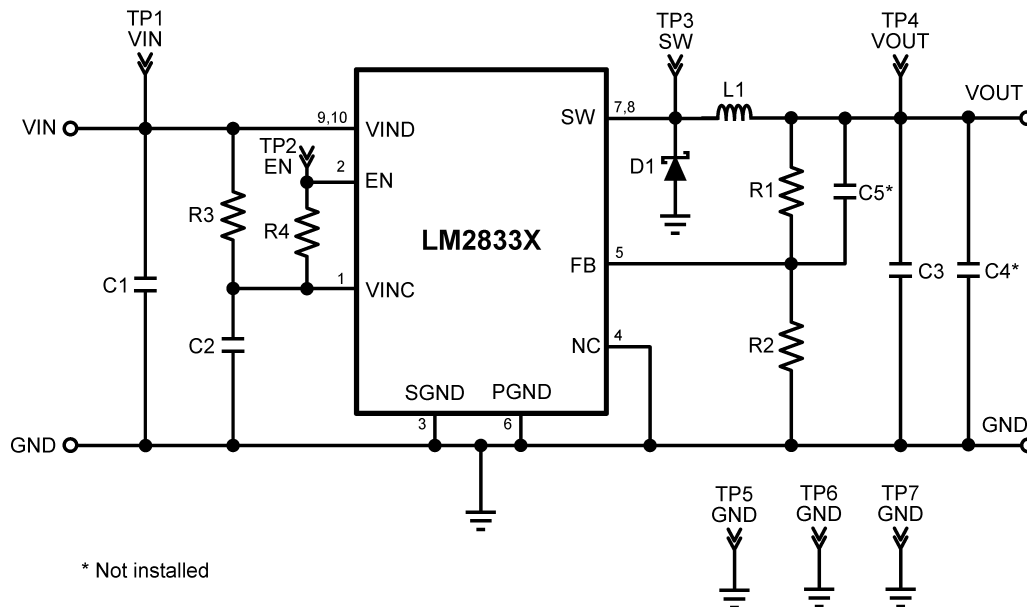 TP1
VIN
TP3
SW
TP4
VOUT
L1
VOUT
VIN
9,10
VIND
SW
7,8
TP2
EN
2
EN
D1
R1
C5*
R3
R4
LM2833X
FB
5
C1
1
VINC
C3
C4*
C2
NC
4
R2
SGND
PGND
3
6
GND
GND
TP5
GND
TP6
GND
TP7
GND
* Not installed